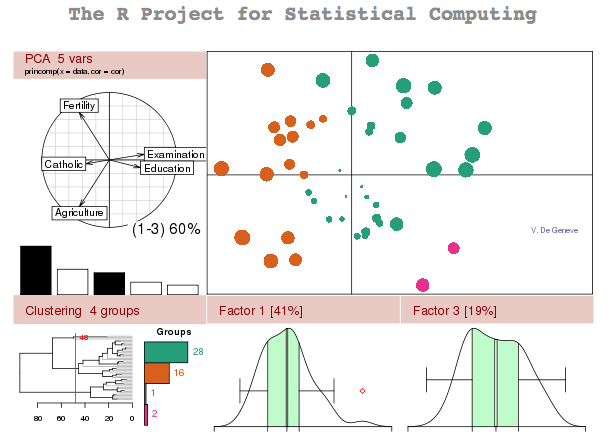 The R Project for Statistical Computing
PCA 5 vars
princomp(x = data, cor = cor)
Fertility
Catholic
Examination
Education
Agriculture
(1-3) 60%
V. De Geneve
Clustering 4 groups
Factor 1 [41%]
Factor 3 [19%]
48
Groups
28
16
1
2
80 60 40 20 0